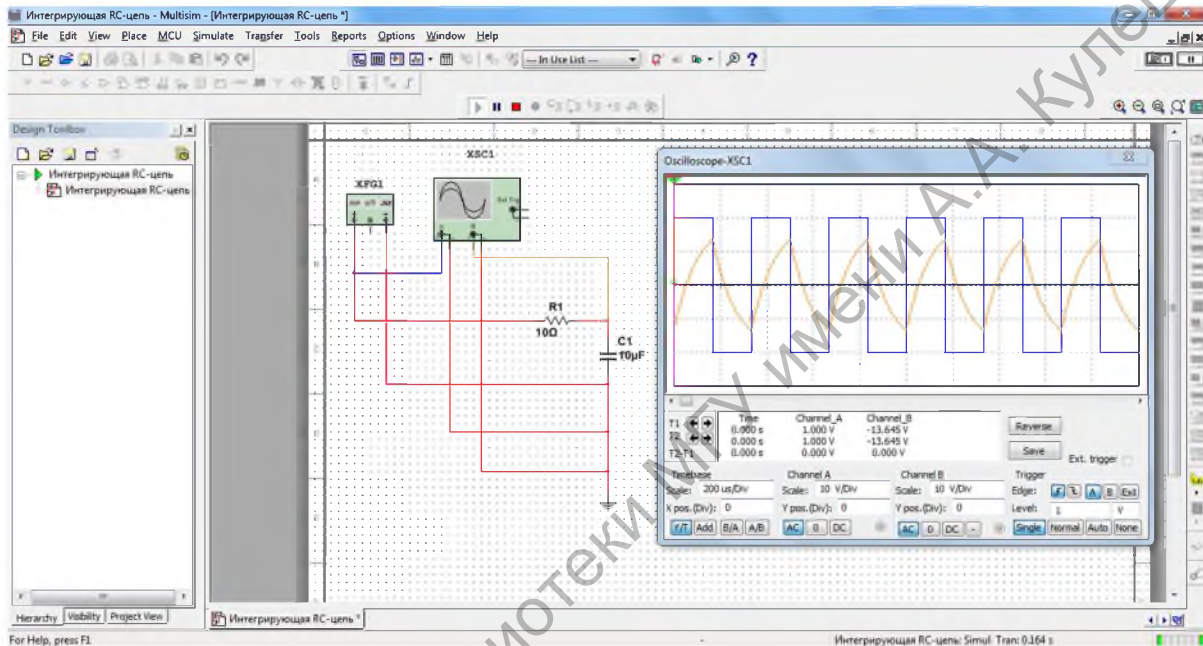 Интегрирующая RC-цепь - Multisim - [Интегрирующая RC-цепь *]
File Edit View Place MCU Simulate Transfer Tools Reports Options Window Help
--- In Use List ---
Design Toolbox
Интегрирующая RC-цепь
Интегрирующая RC-цепь
XFG1
XSC1
Ext Trig
R1
10Ω
C1
10µF
Oscilloscope-XSC1
Time Channel_A Channel_B
T1 0.000 s 1.000 V -13.645 V
T2 0.000 s 1.000 V -13.645 V
T2-T1 0.000 s 0.000 V 0.000 V
Reverse
Save
Ext. trigger
Timebase Channel A Channel B Trigger
Scale: 200 us/Div Scale: 10 V/Div Scale: 10 V/Div Edge: A B Ext
X pos.(Div): 0 Y pos.(Div): 0 Y pos.(Div): 0 Level: 1 V
Y/T Add B/A A/B AC 0 DC AC 0 DC - Single Normal Auto None
Hierarchy Visibility Project View
Интегрирующая RC-цепь *
For Help, press F1
- Интегрирующая RC-цепь: Simul Tran: 0.164 s
имени А.А. Кулеш